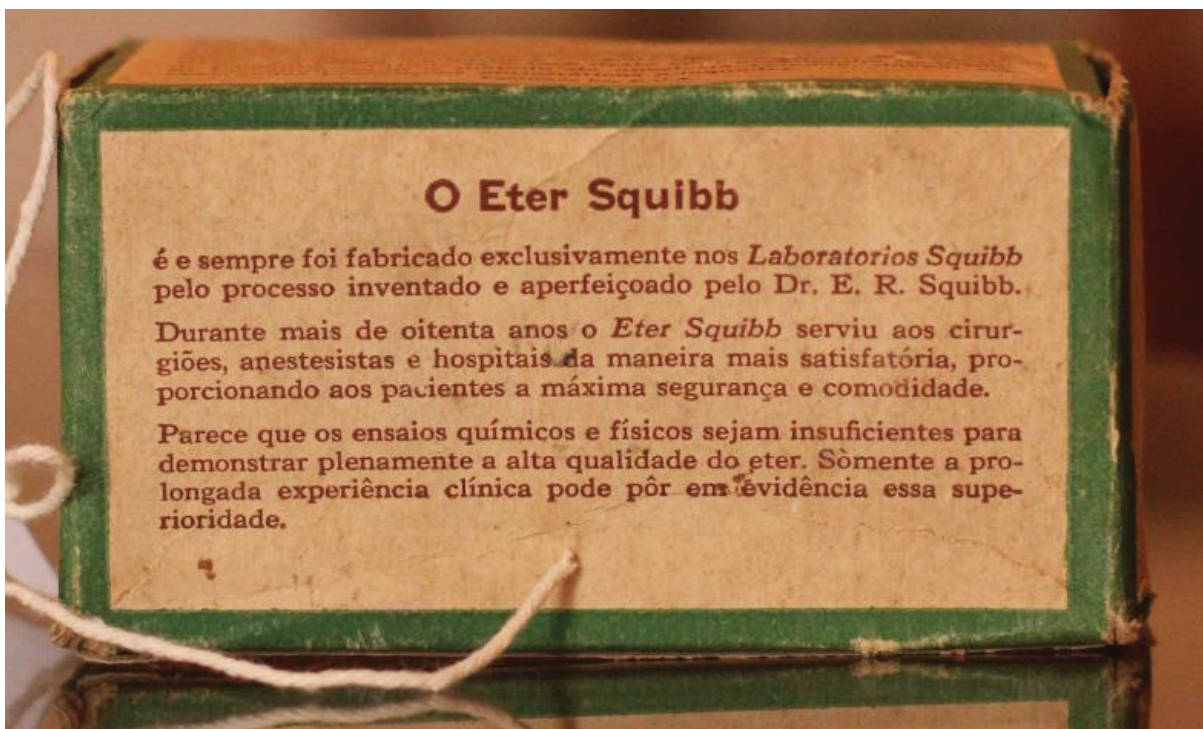 O Eter Squibb
é e sempre foi fabricado exclusivamente nos Laboratorios Squibb
pelo processo inventado e aperfeiçoado pelo Dr. E. R. Squibb.
Durante mais de oitenta anos o Eter Squibb serviu aos cirur-
giões, anestesistas e hospitais da maneira mais satisfatória, pro-
porcionando aos pacientes a máxima segurança e comodidade.
Parece que os ensaios químicos e físicos sejam insuficientes para
demonstrar plenamente a alta qualidade do eter. Sòmente a pro-
longada experiência clínica pode pôr em evidência essa supe-
rioridade.